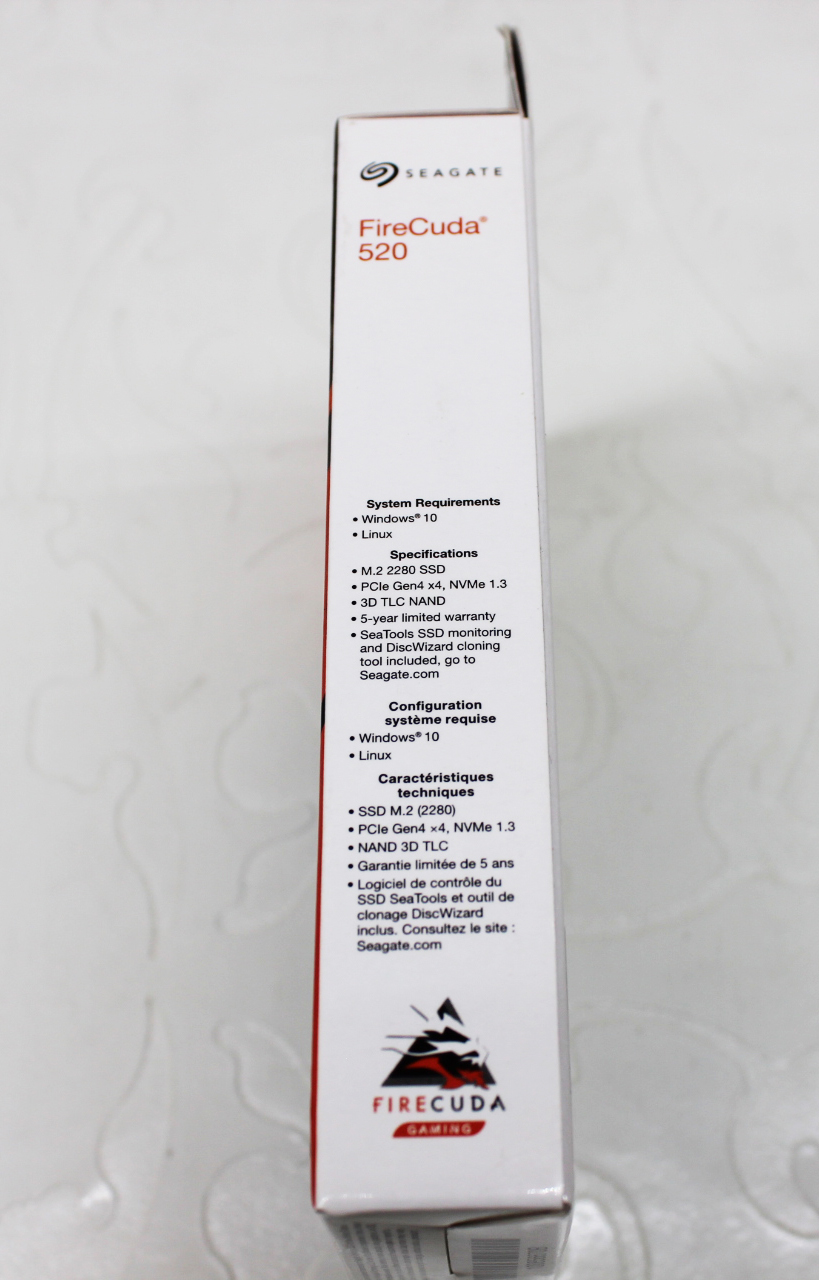 SEAGATE
FireCuda®
520
System Requirements
• Windows® 10
• Linux
Specifications
• M.2 2280 SSD
• PCIe Gen4 x4, NVMe 1.3
• 3D TLC NAND
• 5-year limited warranty
• SeaTools SSD monitoring
and DiscWizard cloning
tool included, go to
Seagate.com
Configuration
système requise
• Windows® 10
• Linux
Caractéristiques
techniques
• SSD M.2 (2280)
• PCIe Gen4 ×4, NVMe 1.3
• NAND 3D TLC
• Garantie limitée de 5 ans
• Logiciel de contrôle du
SSD SeaTools et outil de
clonage DiscWizard
inclus. Consultez le site :
Seagate.com
FIRECUDA
GAMING